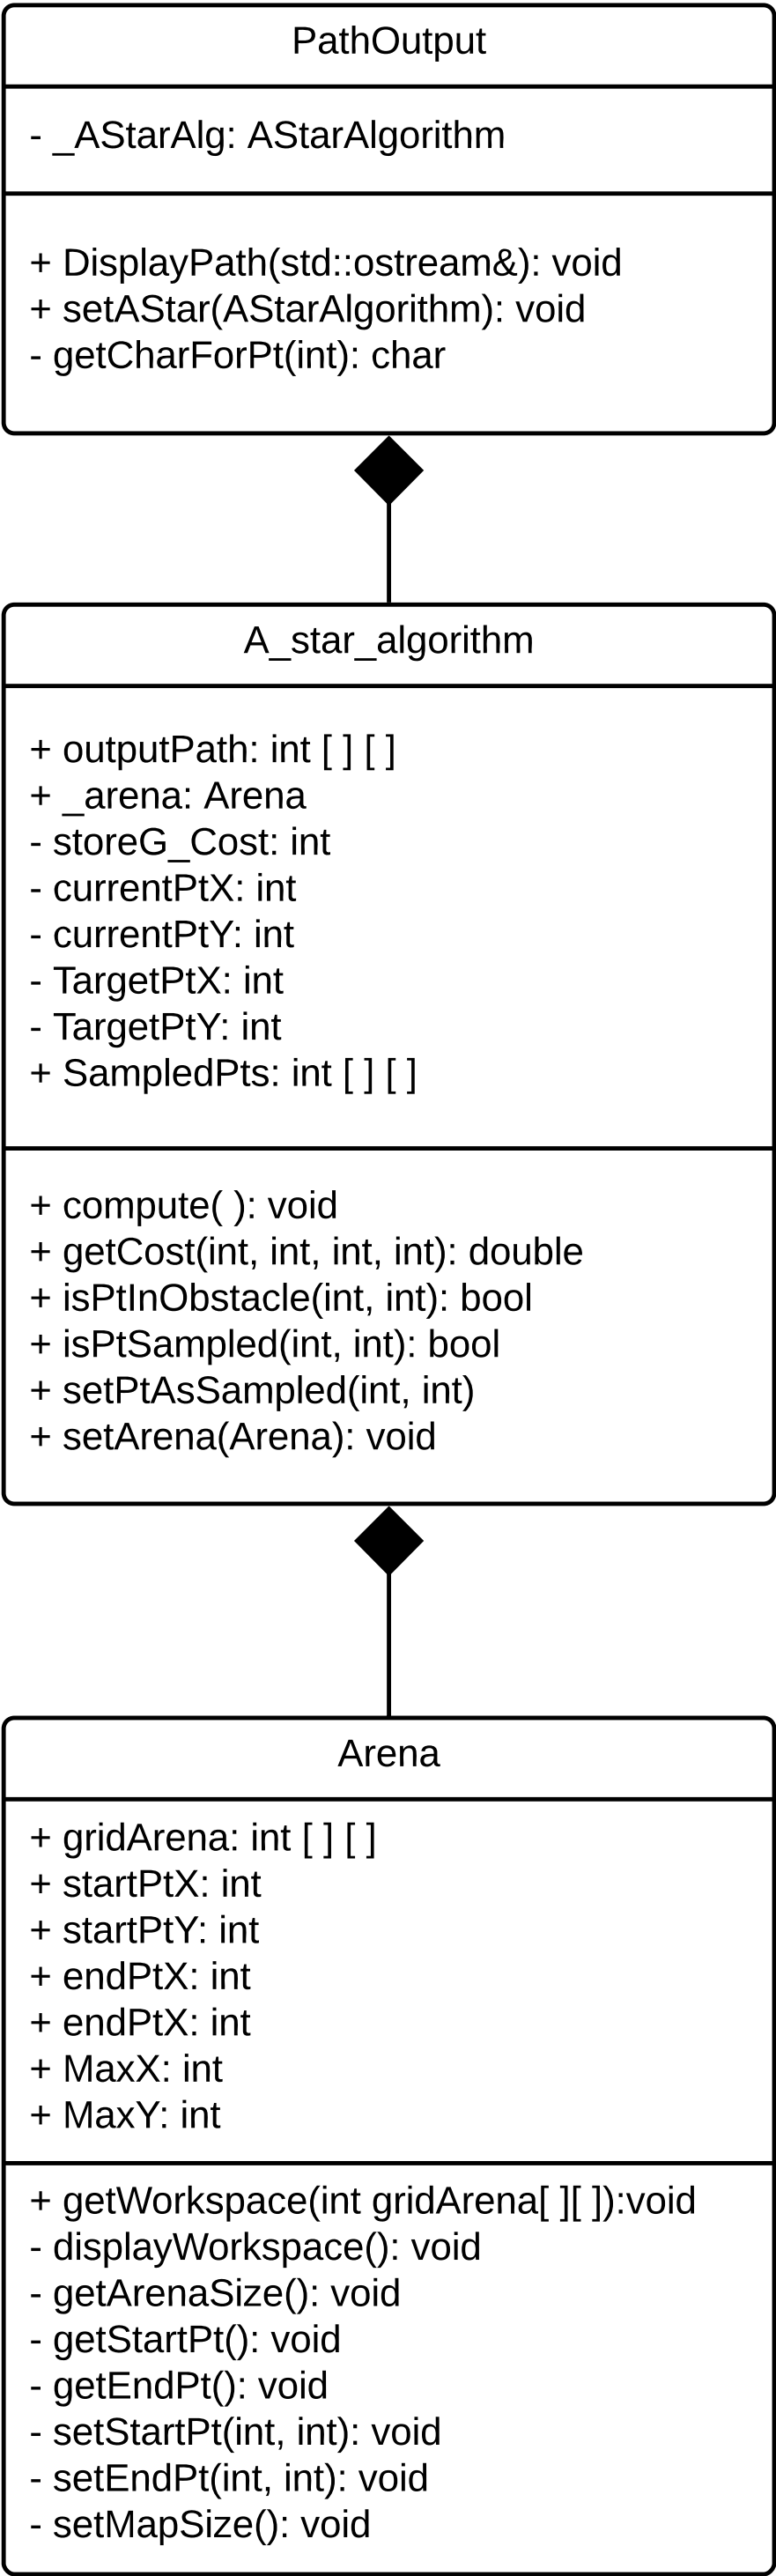 PathOutput
- _AStarAlg: AStarAlgorithm
+ DisplayPath(std::ostream&): void
+ setAStar(AStarAlgorithm): void
- getCharForPt(int): char
A_star_algorithm
+ outputPath: int [ ] [ ]
+ _arena: Arena
- storeG_Cost: int
- currentPtX: int
- currentPtY: int
- TargetPtX: int
- TargetPtY: int
+ SampledPts: int [ ] [ ]
+ compute( ): void
+ getCost(int, int, int, int): double
+ isPtInObstacle(int, int): bool
+ isPtSampled(int, int): bool
+ setPtAsSampled(int, int)
+ setArena(Arena): void
Arena
+ gridArena: int [ ] [ ]
+ startPtX: int
+ startPtY: int
+ endPtX: int
+ endPtX: int
+ MaxX: int
+ MaxY: int
+ getWorkspace(int gridArena[ ][ ]):void
- displayWorkspace(): void
- getArenaSize(): void
- getStartPt(): void
- getEndPt(): void
- setStartPt(int, int): void
- setEndPt(int, int): void
- setMapSize(): void